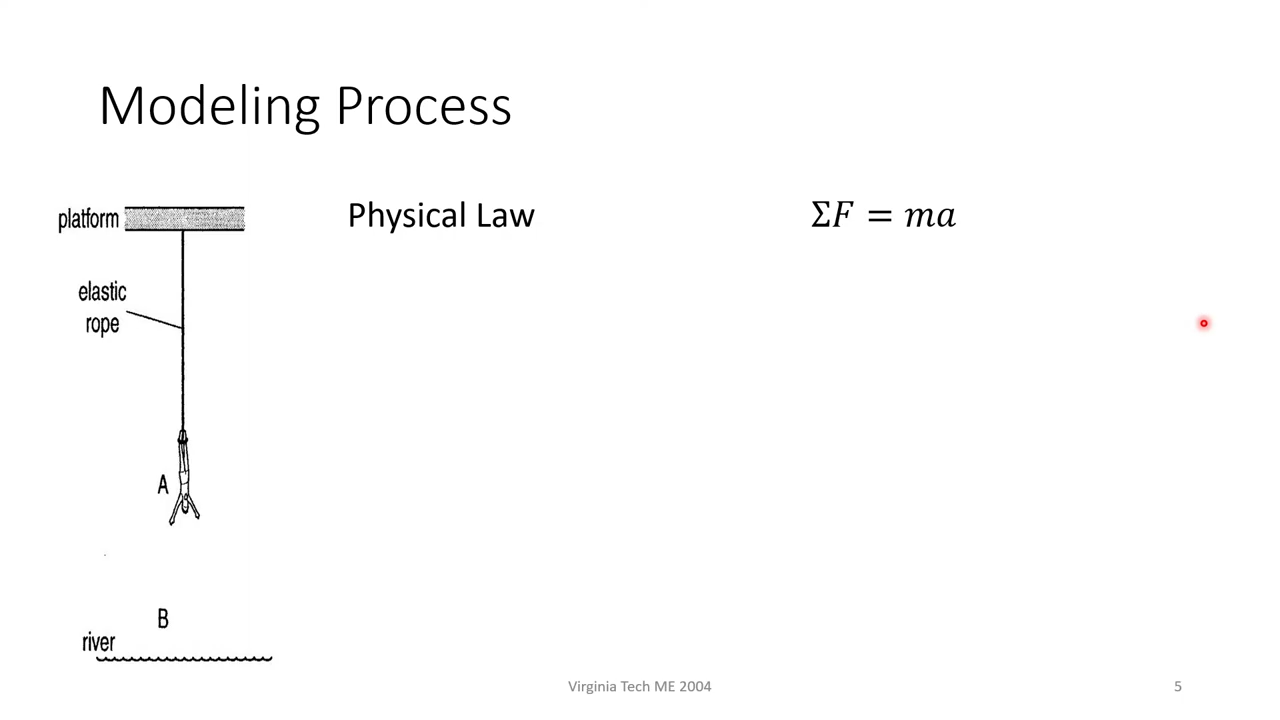 Modeling Process
platform
Physical Law
ΣF = ma
elastic
rope
A
B
river
Virginia Tech ME 2004
5